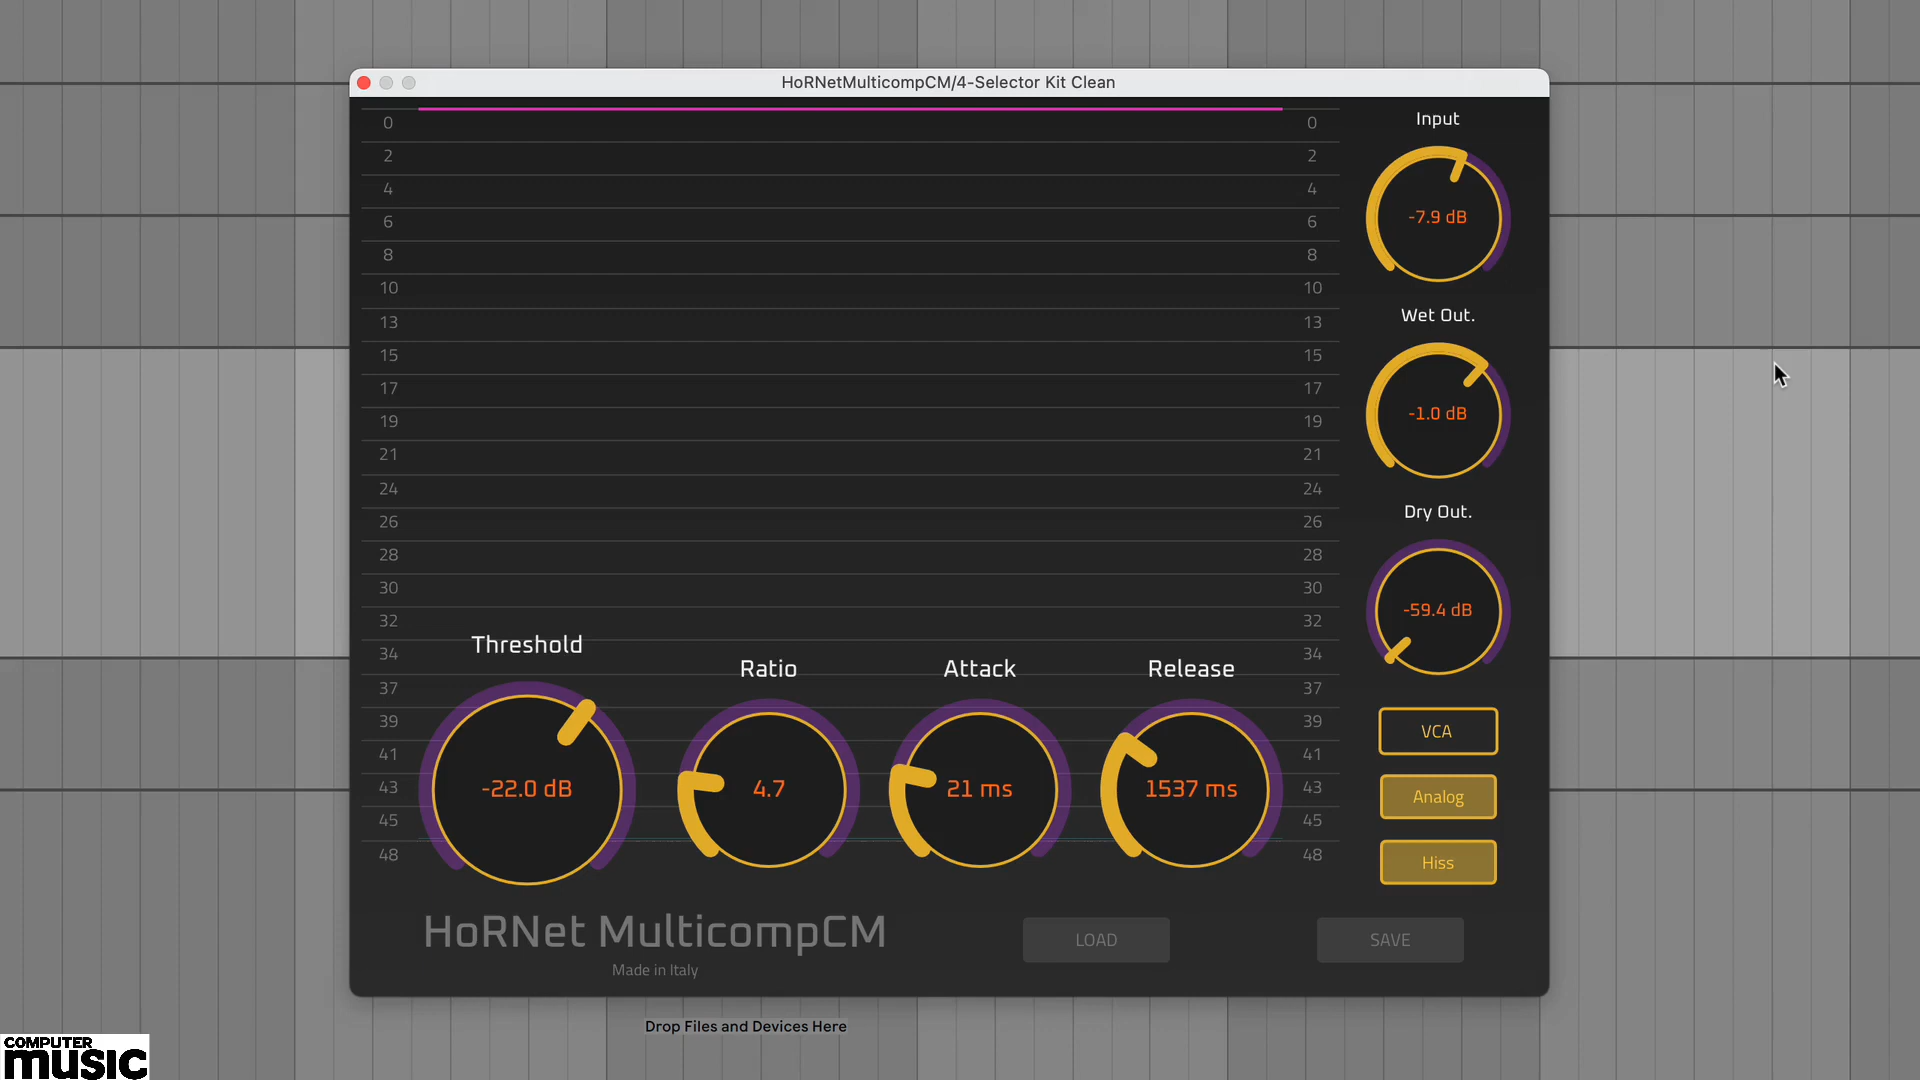 HoRNetMulticompCM/4-Selector Kit Clean
0 0
2 2
4 4
6 6
8 8
10 10
13 13
15 15
17 17
19 19
21 21
24 24
26 26
28 28
30 30
32 32
34 34
37 37
39 39
41 41
43 43
45 45
48 48
Input
-7.9 dB
Wet Out.
-1.0 dB
Dry Out.
-59.4 dB
Threshold
-22.0 dB
Ratio
4.7
Attack
21 ms
Release
1537 ms
VCA
Analog
Hiss
HoRNet MulticompCM
Made in Italy
LOAD
SAVE
Drop Files and Devices Here
COMPUTER
music